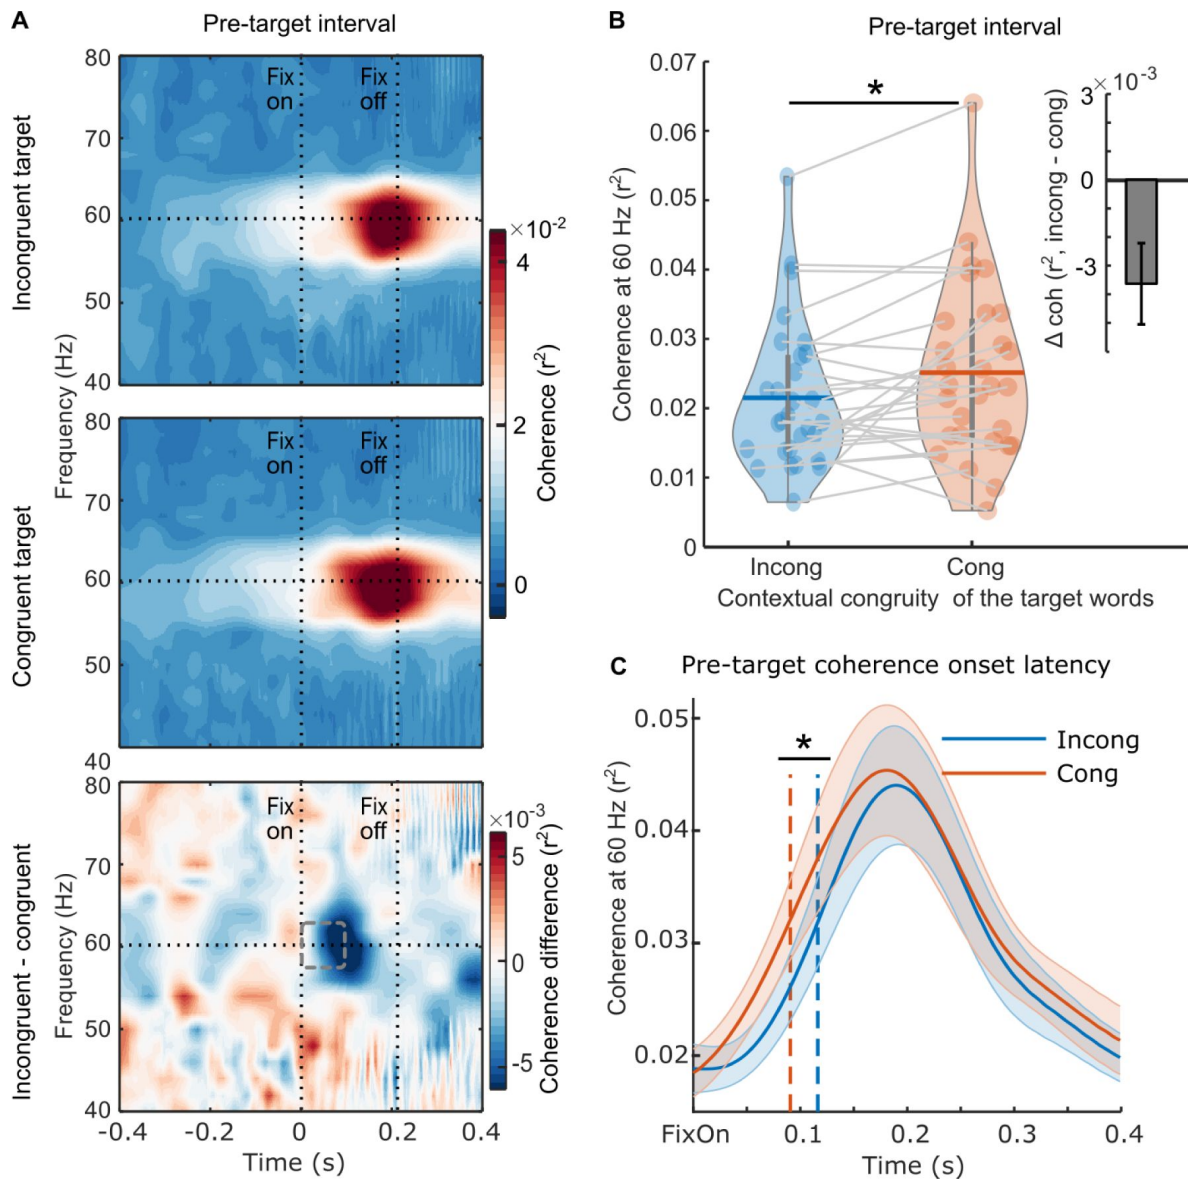 A
Pre-target interval
Incongruent target
80
70
60
50
40
Fix
on
Fix
off
×10⁻²
4
2
0
Coherence (r²)
Frequency (Hz)
Congruent target
80
70
60
50
40
Fix
on
Fix
off
Incongruent - congruent
Frequency (Hz)
80
70
60
50
40
Fix
on
Fix
off
×10⁻³
5
0
-5
Coherence difference (r²)
-0.4
-0.2
0
0.2
0.4
Time (s)
B
Pre-target interval
Coherence at 60 Hz (r²)
0.07
0.06
0.05
0.04
0.03
0.02
0.01
0
*
Incong
Cong
Contextual congruity of the target words
Δ coh (r², incong - cong)
×10⁻³
3
0
-3
C
Pre-target coherence onset latency
Coherence at 60 Hz (r²)
0.05
0.04
0.03
0.02
*
Incong
Cong
FixOn
0.1
0.2
0.3
0.4
Time (s)